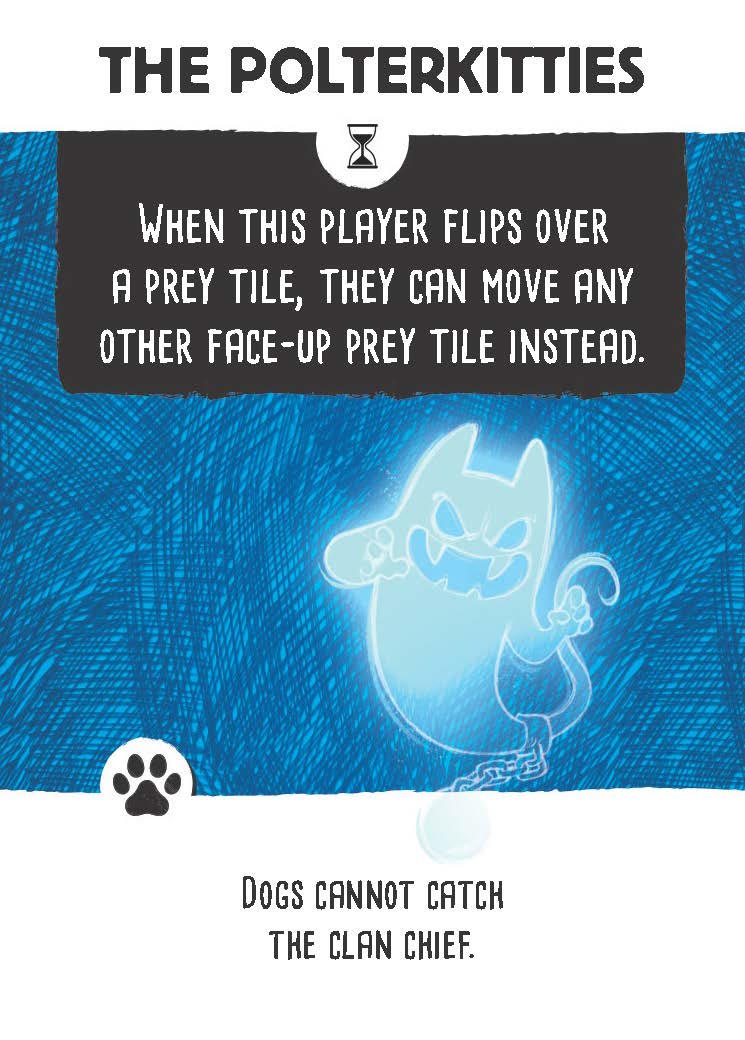 THE POLTERKITTIES
WHEN THIS PLAYER FLIPS OVER
A PREY TILE, THEY CAN MOVE ANY
OTHER FACE-UP PREY TILE INSTEAD.
DOGS CANNOT CATCH
THE CLAN CHIEF.